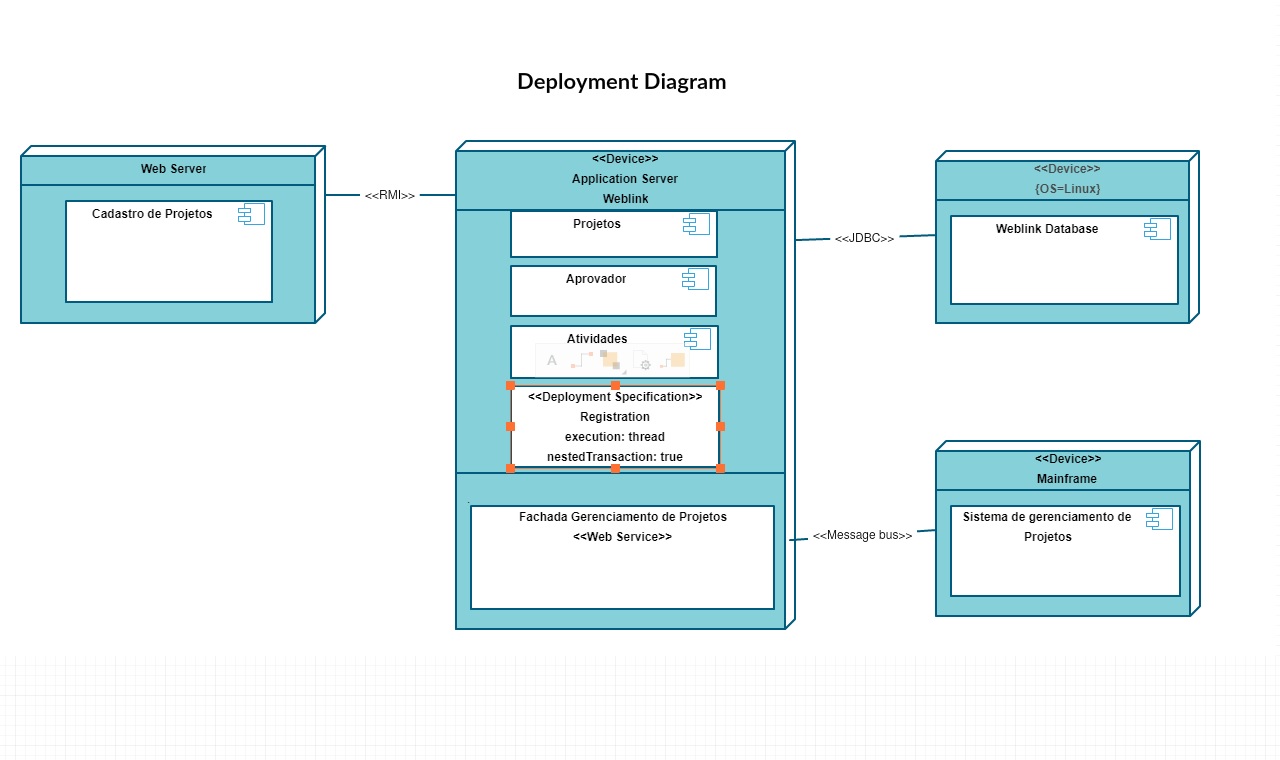 Deployment Diagram
Web Server
Cadastro de Projetos
<<RMI>>
<<Device>>
Application Server
Weblink
Projetos
Aprovador
Atividades
A
<<Deployment Specification>>
Registration
execution: thread
nestedTransaction: true
Fachada Gerenciamento de Projetos
<<Web Service>>
<<JDBC>>
<<Device>>
{OS=Linux}
Weblink Database
<<Message bus>>
<<Device>>
Mainframe
Sistema de gerenciamento de
Projetos